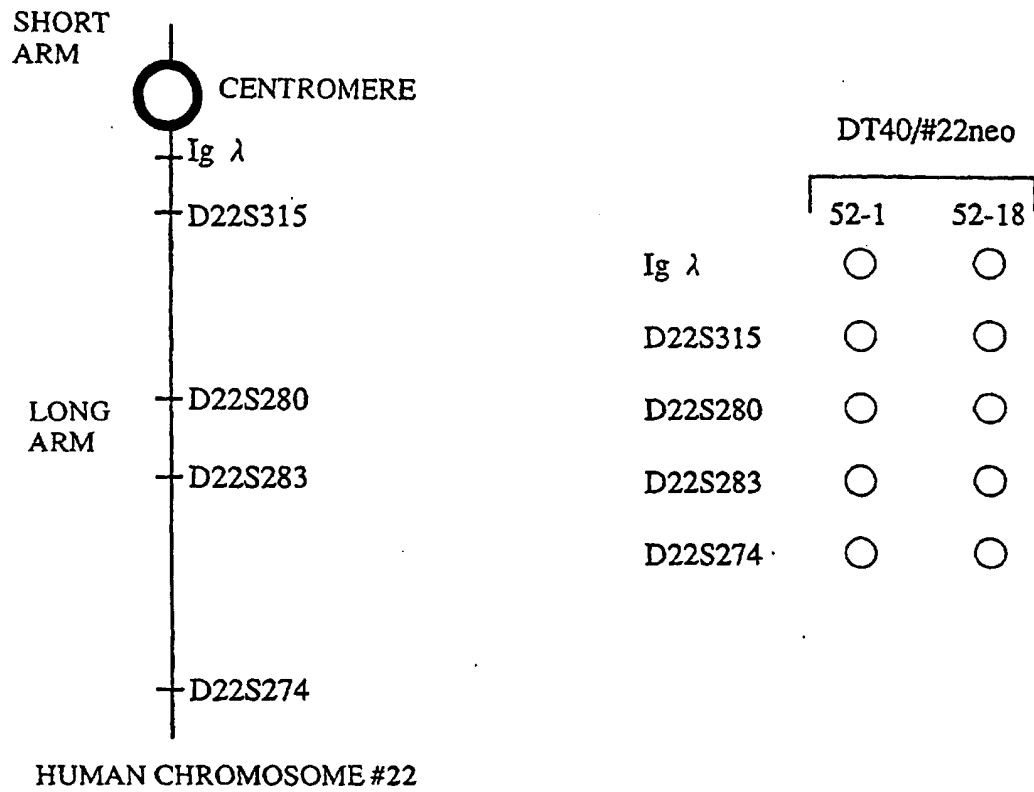 SHORT
ARM
CENTROMERE
Ig λ
D22S315
LONG
ARM
D22S280
D22S283
D22S274
HUMAN CHROMOSOME #22
DT40/#22neo
52-1 52-18
Ig λ
D22S315
D22S280
D22S283
D22S274